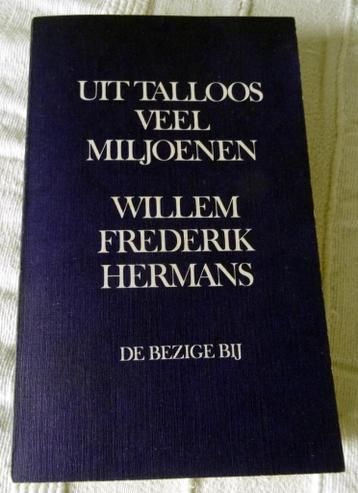 UIT TALLOOS
VEEL
MILJOENEN
WILLEM
FREDERIK
HERMANS
DE BEZIGE BIJ